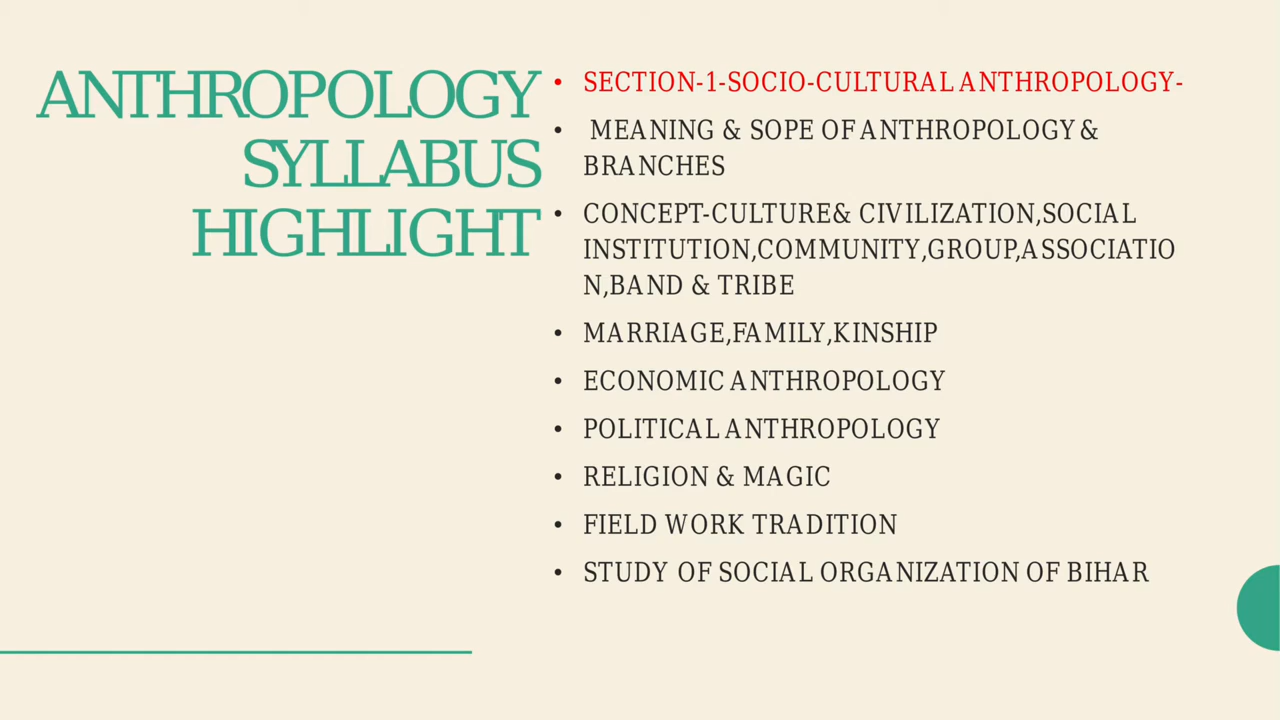 ANTHROPOLOGY
SYLLABUS
HIGHLIGHT
• SECTION-1-SOCIO-CULTURAL ANTHROPOLOGY-
• MEANING & SOPE OF ANTHROPOLOGY &
BRANCHES
• CONCEPT-CULTURE& CIVILIZATION,SOCIAL
INSTITUTION,COMMUNITY,GROUP,ASSOCIATIO
N,BAND & TRIBE
• MARRIAGE,FAMILY,KINSHIP
• ECONOMIC ANTHROPOLOGY
• POLITICAL ANTHROPOLOGY
• RELIGION & MAGIC
• FIELD WORK TRADITION
• STUDY OF SOCIAL ORGANIZATION OF BIHAR